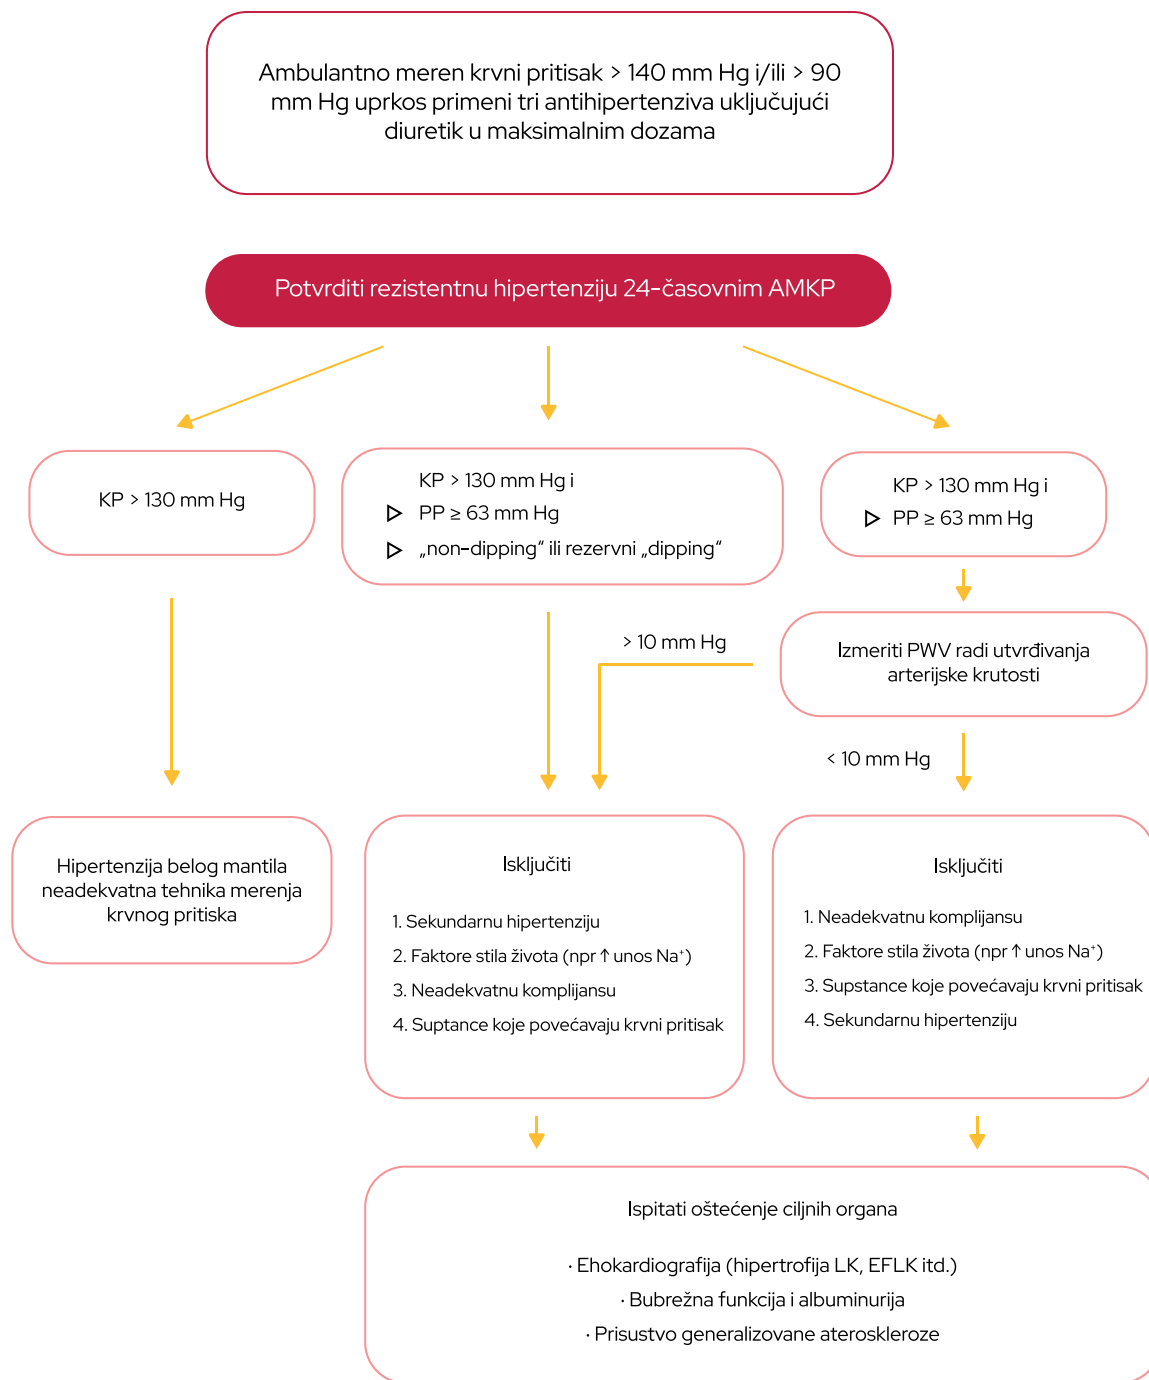 Ambulantno meren krvni pritisak > 140 mm Hg i/ili > 90
mm Hg uprkos primeni tri antihipertenziva uključujući
diuretik u maksimalnim dozama
Potvrditi rezistentnu hipertenziju 24-časovnim AMKP
KP > 130 mm Hg
KP > 130 mm Hg i
▷ PP ≥ 63 mm Hg
▷ „non-dipping“ ili rezervni „dipping“
KP > 130 mm Hg i
▷ PP ≥ 63 mm Hg
> 10 mm Hg
Izmeriti PWV radi utvrđivanja
arterijske krutosti
< 10 mm Hg
Hipertenzija belog mantila
neadekvatna tehnika merenja
krvnog pritiska
Isključiti
1. Sekundarnu hipertenziju
2. Faktore stila života (npr ↑ unos Na⁺)
3. Neadekvatnu komplijansu
4. Suptance koje povećavaju krvni pritisak
Isključiti
1. Neadekvatnu komplijansu
2. Faktore stila života (npr ↑ unos Na⁺)
3. Supstance koje povećavaju krvni pritisak
4. Sekundarnu hipertenziju
Ispitati oštećenje ciljnih organa
· Ehokardiografija (hipertrofija LK, EFLK itd.)
· Bubrežna funkcija i albuminurija
· Prisustvo generalizovane ateroskleroze